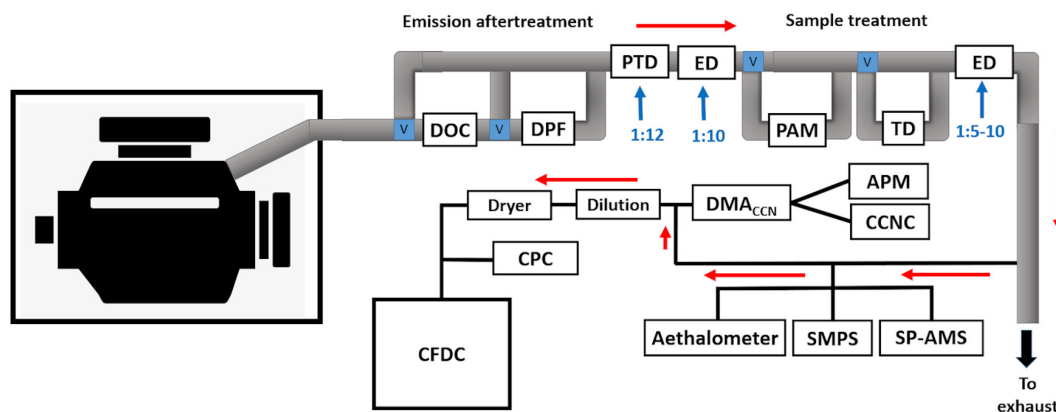 Emission aftertreatment
Sample treatment
PTD
ED
V
V
ED
V
DOC
V
DPF
1:12
1:10
PAM
TD
1:5-10
APM
Dryer
Dilution
DMACCN
CCNC
CPC
CFDC
Aethalometer
SMPS
SP-AMS
To
exhaust